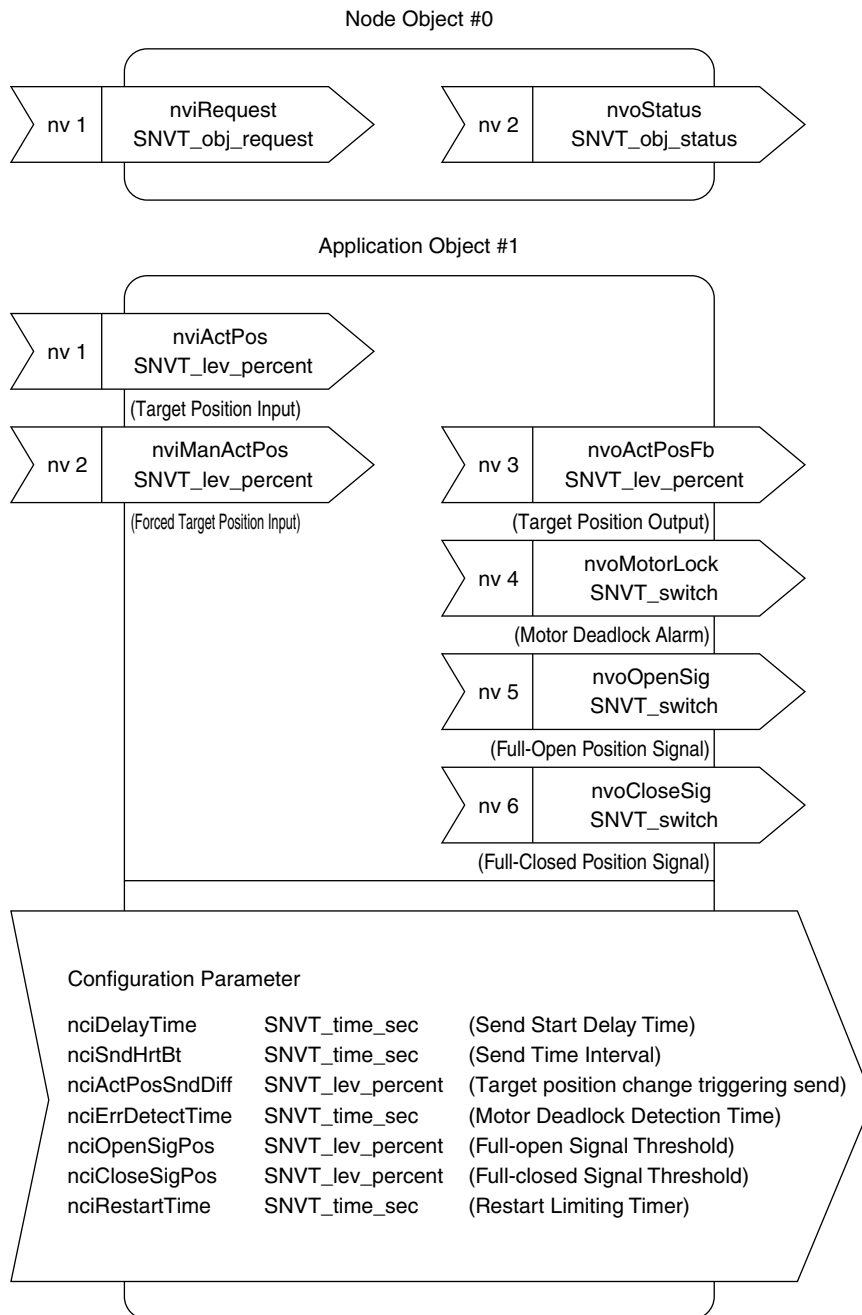 Node Object #0
nv 1
nviRequest
SNVT_obj_request
nv 2
nvoStatus
SNVT_obj_status
Application Object #1
nv 1
nviActPos
SNVT_lev_percent
(Target Position Input)
nv 2
nviManActPos
SNVT_lev_percent
(Forced Target Position Input)
nv 3
nvoActPosFb
SNVT_lev_percent
(Target Position Output)
nv 4
nvoMotorLock
SNVT_switch
(Motor Deadlock Alarm)
nv 5
nvoOpenSig
SNVT_switch
(Full-Open Position Signal)
nv 6
nvoCloseSig
SNVT_switch
(Full-Closed Position Signal)
Configuration Parameter
nciDelayTime SNVT_time_sec (Send Start Delay Time)
nciSndHrtBt SNVT_time_sec (Send Time Interval)
nciActPosSndDiff SNVT_lev_percent (Target position change triggering send)
nciErrDetectTime SNVT_time_sec (Motor Deadlock Detection Time)
nciOpenSigPos SNVT_lev_percent (Full-open Signal Threshold)
nciCloseSigPos SNVT_lev_percent (Full-closed Signal Threshold)
nciRestartTime SNVT_time_sec (Restart Limiting Timer)